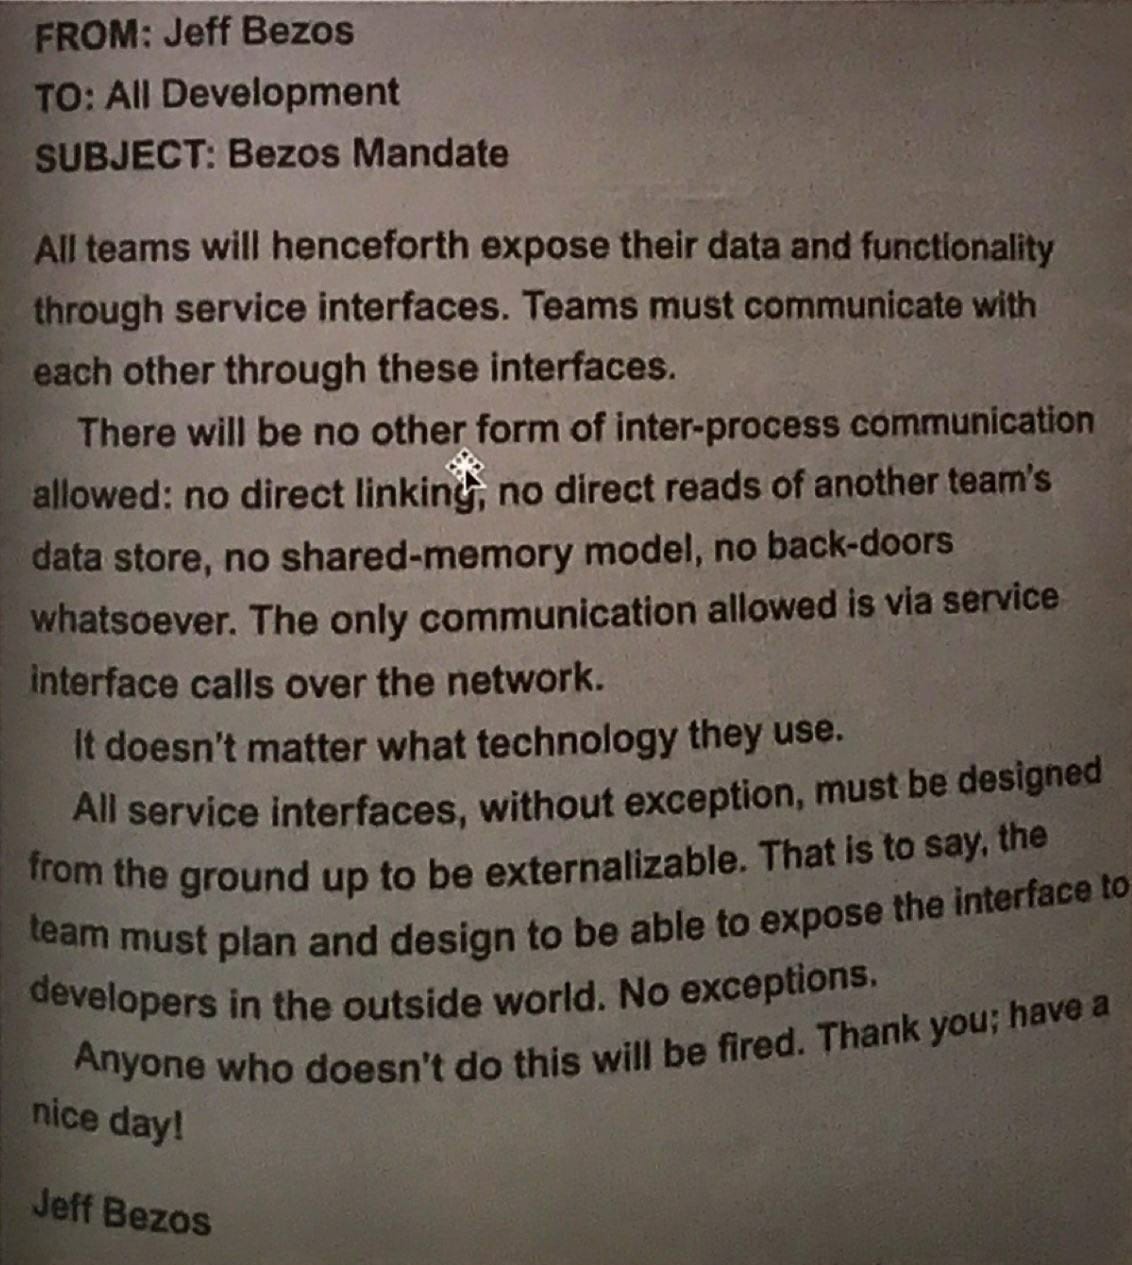 FROM: Jeff Bezos
TO: All Development
SUBJECT: Bezos Mandate
All teams will henceforth expose their data and functionality
through service interfaces. Teams must communicate with
each other through these interfaces.
There will be no other form of inter-process communication
allowed: no direct linking, no direct reads of another team's
data store, no shared-memory model, no back-doors
whatsoever. The only communication allowed is via service
interface calls over the network.
It doesn't matter what technology they use.
All service interfaces, without exception, must be designed
from the ground up to be externalizable. That is to say, the
team must plan and design to be able to expose the interface to
developers in the outside world. No exceptions.
Anyone who doesn't do this will be fired. Thank you; have a
nice day!
Jeff Bezos